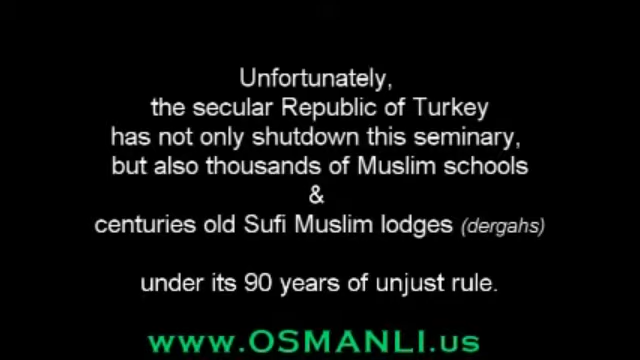 Unfortunately,
the secular Republic of Turkey
has not only shutdown this seminary,
but also thousands of Muslim schools
&
centuries old Sufi Muslim lodges (dergahs)
under its 90 years of unjust rule.
www.OSMANLI.us